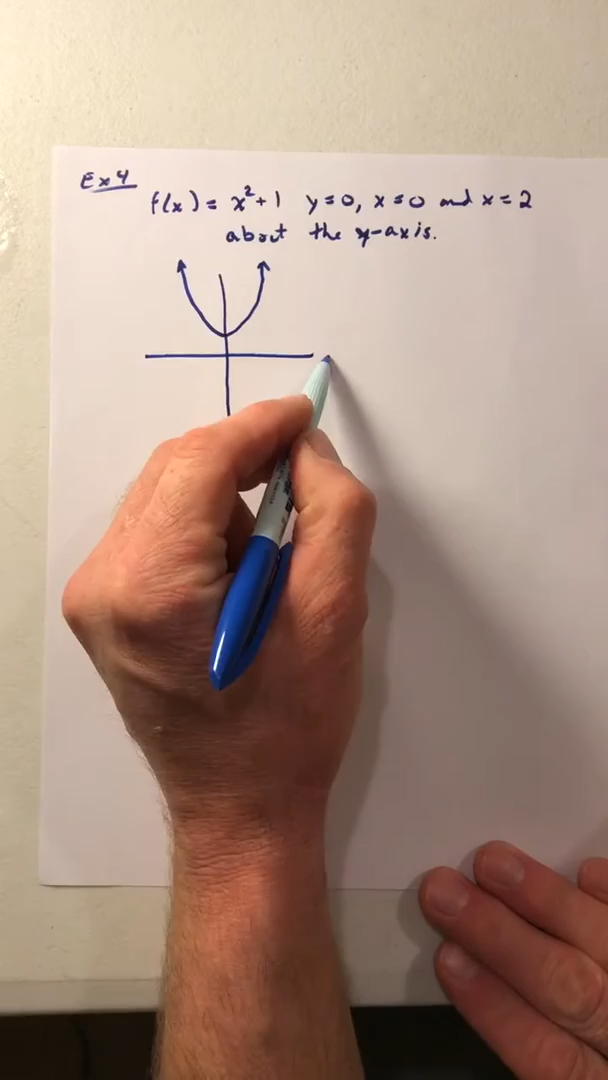 Ex 4
f(x) = x²+1 y=0, x=0 and x=2
about the y-axis.